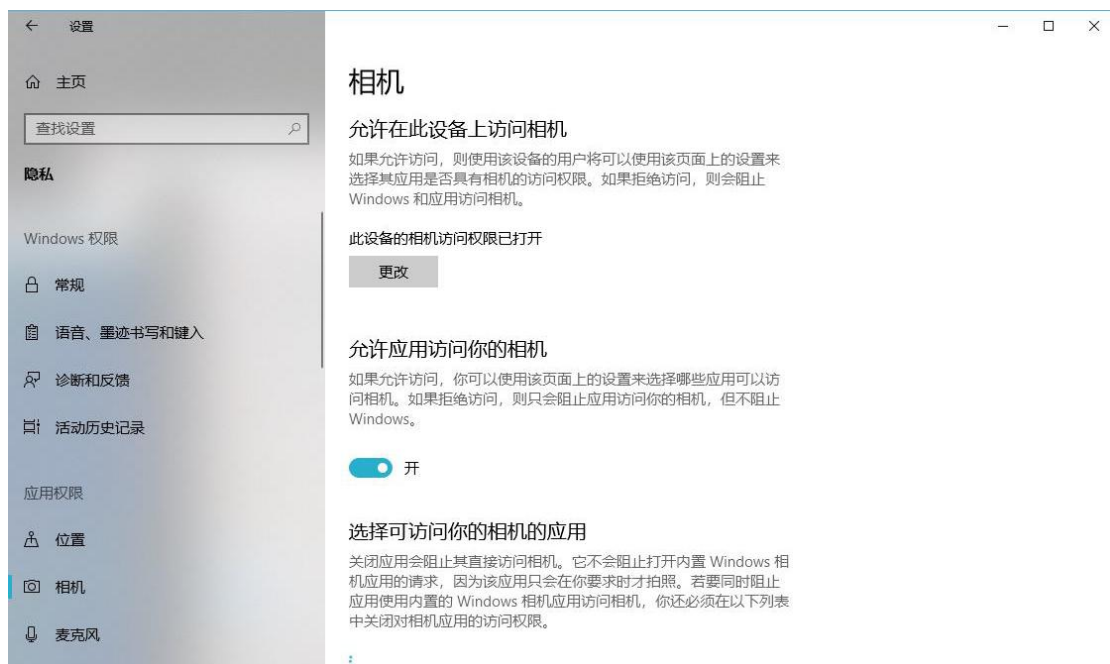 设置
主页
查找设置
隐私
Windows 权限
常规
语音、墨迹书写和键入
诊断和反馈
活动历史记录
应用权限
位置
相机
麦克风
相机
允许在此设备上访问相机
如果允许访问，则使用该设备的用户将可以使用该页面上的设置来
选择其应用是否具有相机的访问权限。如果拒绝访问，则会阻止
Windows 和应用访问相机。
此设备的相机访问权限已打开
更改
允许应用访问你的相机
如果允许访问，你可以使用该页面上的设置来选择哪些应用可以访
问相机。如果拒绝访问，则只会阻止应用访问你的相机，但不阻止
Windows。
开
选择可访问你的相机的应用
关闭应用会阻止其直接访问相机。它不会阻止打开内置 Windows 相
机应用的请求，因为该应用只会在你要求时才拍照。若要同时阻止
应用使用内置的 Windows 相机应用访问相机，你还必须在以下列表
中关闭对相机应用的访问权限。